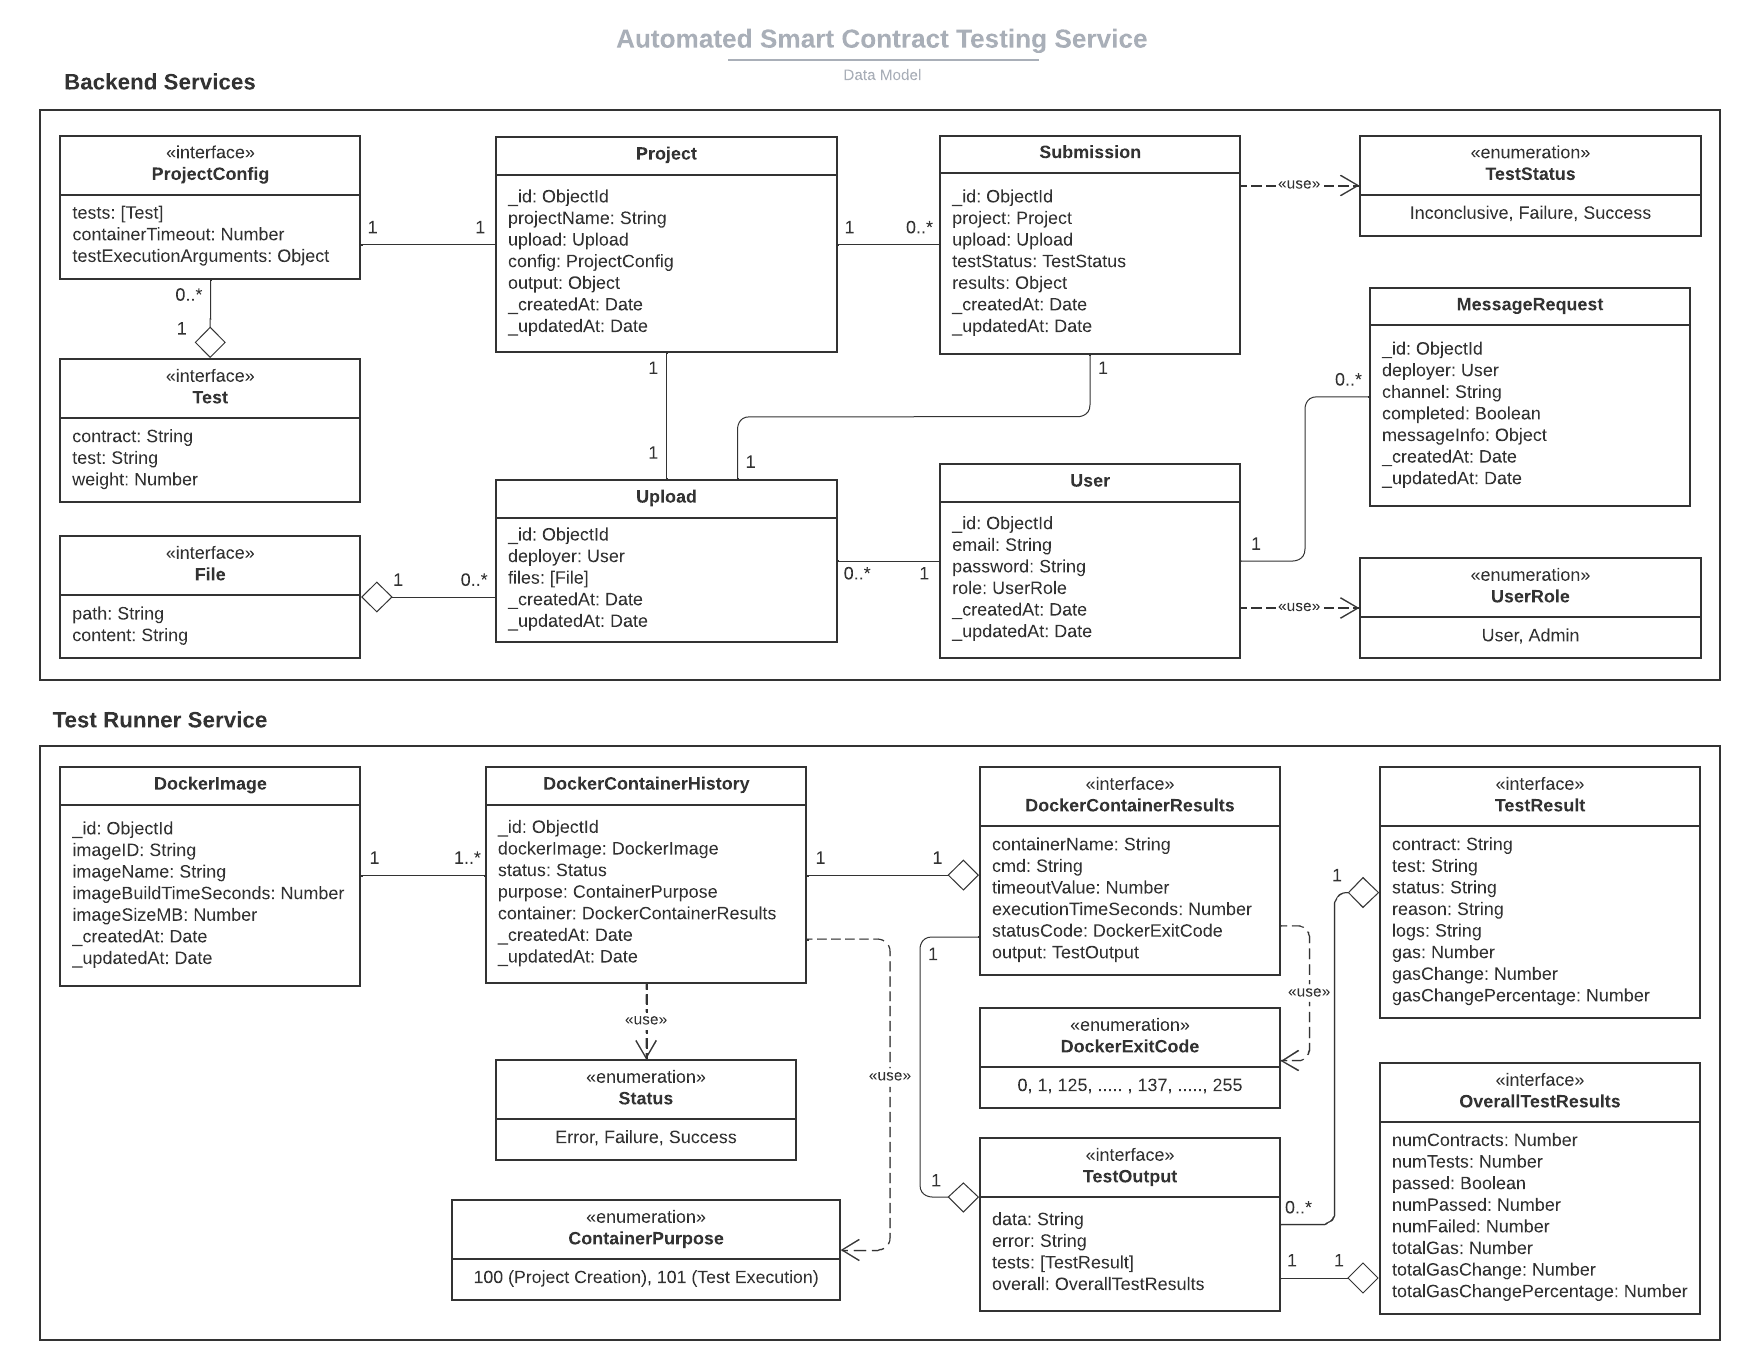 Automated Smart Contract Testing Service
Data Model
Backend Services
«interface»
ProjectConfig
tests: [Test]
containerTimeout: Number
testExecutionArguments: Object
1
1
Project
_id: ObjectId
projectName: String
upload: Upload
config: ProjectConfig
output: Object
_createdAt: Date
_updatedAt: Date
1
0..*
Submission
_id: ObjectId
project: Project
upload: Upload
testStatus: TestStatus
results: Object
_createdAt: Date
_updatedAt: Date
«use»
«enumeration»
TestStatus
Inconclusive, Failure, Success
0..*
1
«interface»
Test
contract: String
test: String
weight: Number
1
1
1
1
MessageRequest
_id: ObjectId
deployer: User
channel: String
completed: Boolean
messageInfo: Object
_createdAt: Date
_updatedAt: Date
0..*
1
«interface»
File
path: String
content: String
1
0..*
Upload
_id: ObjectId
deployer: User
files: [File]
_createdAt: Date
_updatedAt: Date
0..*
1
User
_id: ObjectId
email: String
password: String
role: UserRole
_createdAt: Date
_updatedAt: Date
«use»
«enumeration»
UserRole
User, Admin
Test Runner Service
DockerImage
_id: ObjectId
imageID: String
imageName: String
imageBuildTimeSeconds: Number
imageSizeMB: Number
_createdAt: Date
_updatedAt: Date
1
1..*
DockerContainerHistory
_id: ObjectId
dockerImage: DockerImage
status: Status
purpose: ContainerPurpose
container: DockerContainerResults
_createdAt: Date
_updatedAt: Date
1
1
«interface»
DockerContainerResults
containerName: String
cmd: String
timeoutValue: Number
executionTimeSeconds: Number
statusCode: DockerExitCode
output: TestOutput
«interface»
TestResult
contract: String
test: String
status: String
reason: String
logs: String
gas: Number
gasChange: Number
gasChangePercentage: Number
1
1
«use»
«use»
«use»
«enumeration»
Status
Error, Failure, Success
«enumeration»
DockerExitCode
0, 1, 125, ..... , 137, ....., 255
«enumeration»
ContainerPurpose
100 (Project Creation), 101 (Test Execution)
1
«interface»
TestOutput
data: String
error: String
tests: [TestResult]
overall: OverallTestResults
0..*
1
1
«interface»
OverallTestResults
numContracts: Number
numTests: Number
passed: Boolean
numPassed: Number
numFailed: Number
totalGas: Number
totalGasChange: Number
totalGasChangePercentage: Number